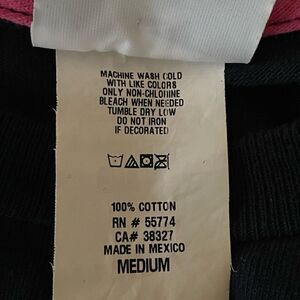 MACHINE WASH COLD
WITH LIKE COLORS
ONLY NON-CHLORINE
BLEACH WHEN NEEDED
TUMBLE DRY LOW
DO NOT IRON
IF DECORATED
100% COTTON
RN # 55774
CA# 38327
MADE IN MEXICO
MEDIUM